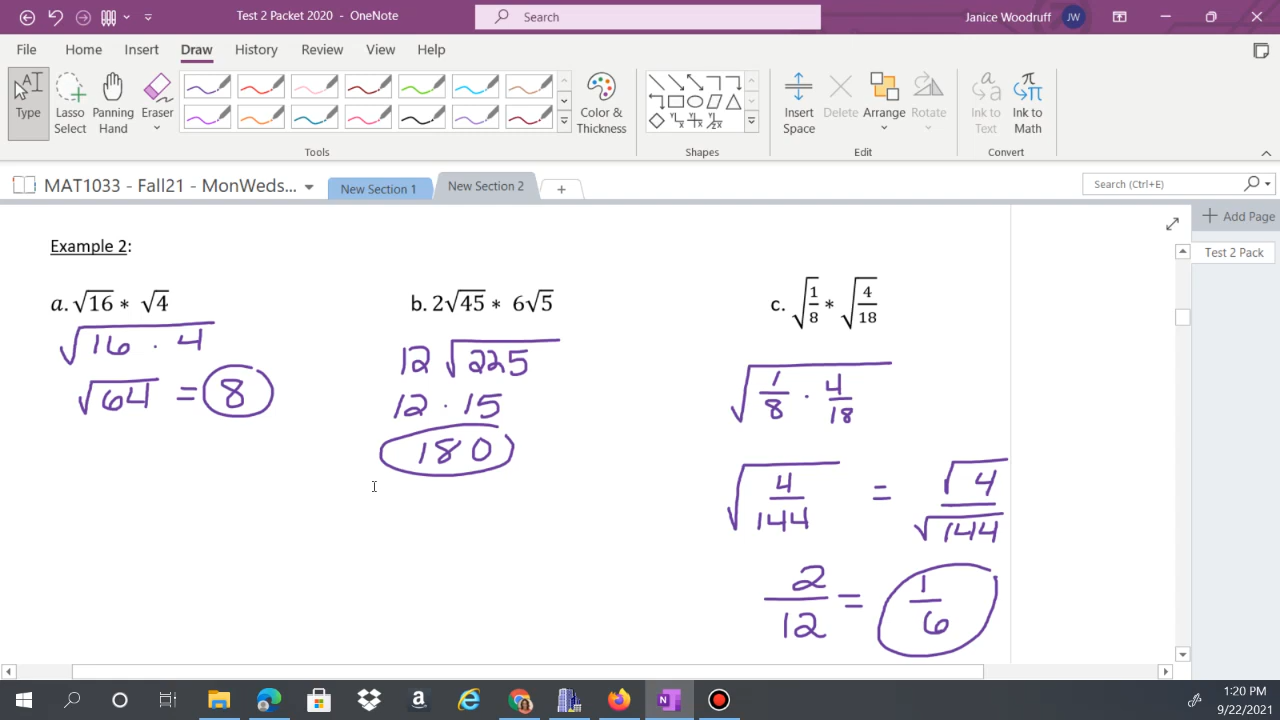 Test 2 Packet 2020 - OneNote
Search
Janice Woodruff
JW
File Home Insert Draw History Review View Help
Type
Lasso Select
Panning Hand
Eraser
Color & Thickness
Insert Space
Delete
Arrange
Rotate
Ink to Text
Ink to Math
Tools
Shapes
Edit
Convert
MAT1033 - Fall21 - MonWeds...
New Section 1
New Section 2
+
Search (Ctrl+E)
Add Page
Test 2 Pack
Example 2:
a. √16 * √4
√(16 · 4)
√64 = 8
b. 2√45 * 6√5
12 √225
12 · 15
180
c. √(1/8) * √(4/18)
√(1/8 · 4/18)
√(4/144) = √4/√144
2/12 = 1/6
1:20 PM
9/22/2021